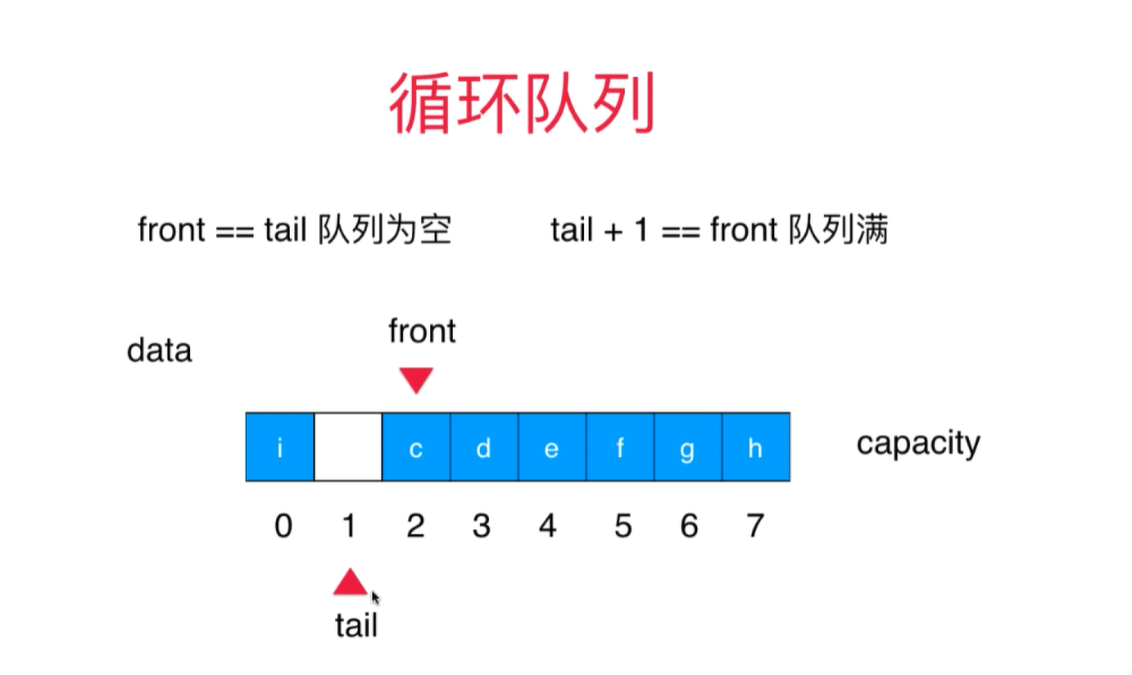 循环队列
front == tail 队列为空
tail + 1 == front 队列满
front
data
i c d e f g h
capacity
0 1 2 3 4 5 6 7
tail